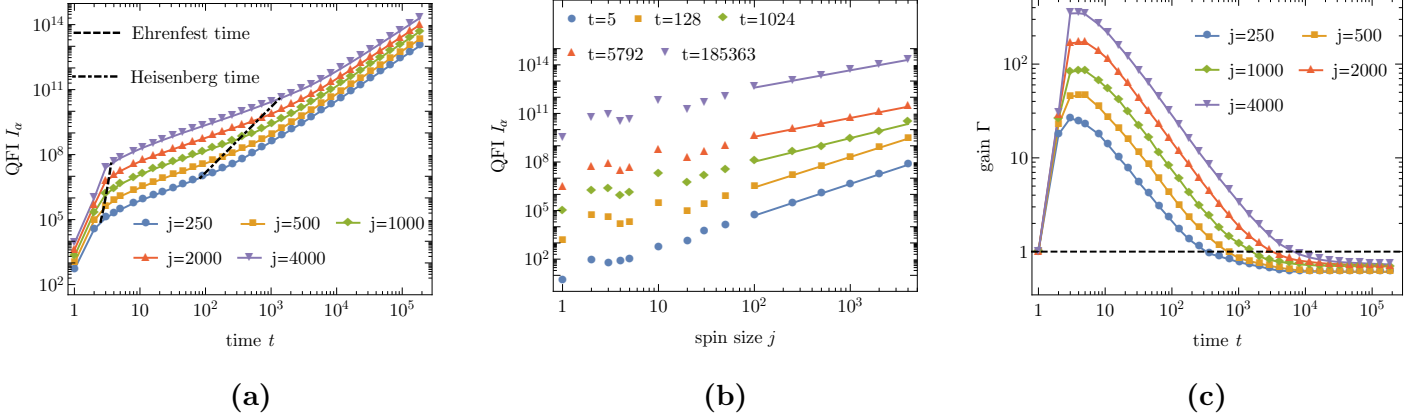 10^14
10^11
10^8
10^5
10^2
QFI I_α
Ehrenfest time
Heisenberg time
j=250 j=500 j=1000
j=2000 j=4000
1 10 10^2 10^3 10^4 10^5
time t
(a)
t=5 t=128 t=1024
t=5792 t=185363
10^14
10^11
10^8
10^5
10^2
QFI I_α
1 10 10^2 10^3
spin size j
(b)
10^2
10
1
gain Γ
j=250 j=500
j=1000 j=2000
j=4000
1 10 10^2 10^3 10^4 10^5
time t
(c)